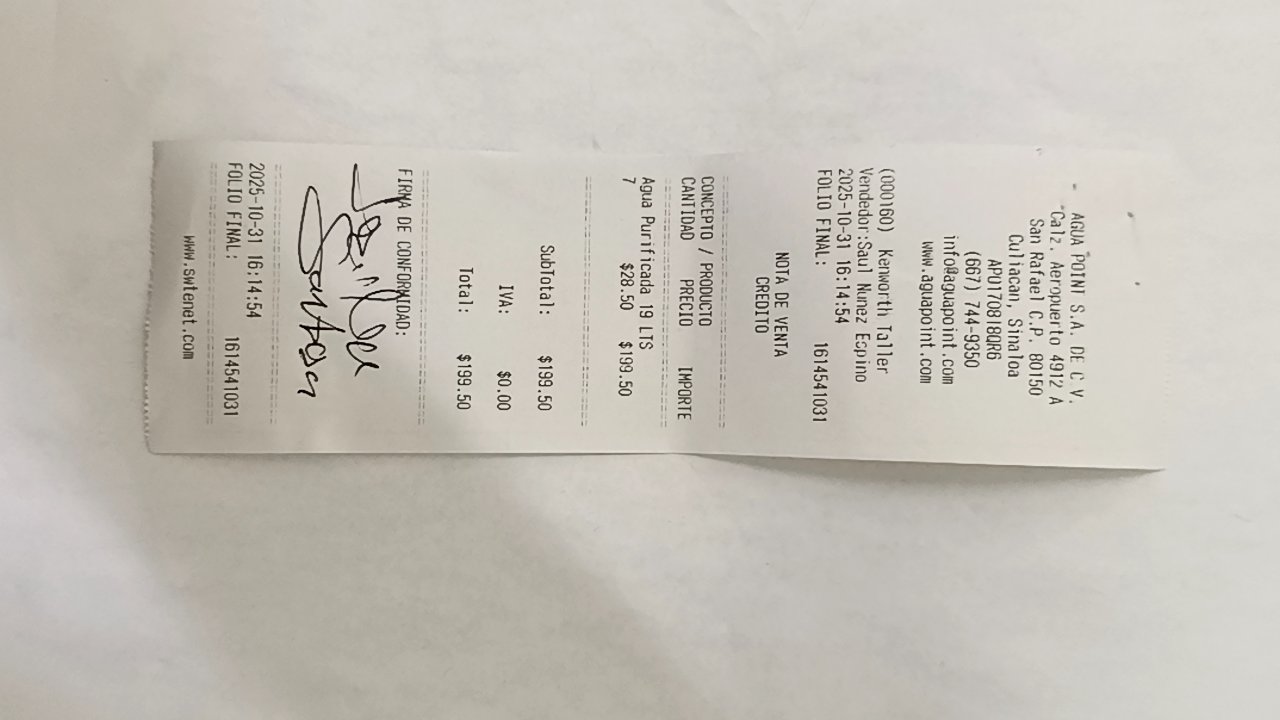 AGUA POINT S.A. DE C.V.
Calz. Aeropuerto 4912 A
San Rafael C.P. 80150
Culiacan, Sinaloa
APO170818QR6
(667) 744-9350
info@aguapoint.com
www.aguapoint.com
(000160) Kenworth Taller
Vendedor:Saul Nunez Espino
2025-10-31 16:14:54
FOLIO FINAL: 1614541031
NOTA DE VENTA
CREDITO
CONCEPTO / PRODUCTO
CANTIDAD PRECIO IMPORTE
Agua Purificada 19 LTS
7 $28.50 $199.50
SubTotal: $199.50
IVA: $0.00
Total: $199.50
FIRMA DE CONFORMIDAD:
2025-10-31 16:14:54
FOLIO FINAL: 1614541031
www.swtenet.com